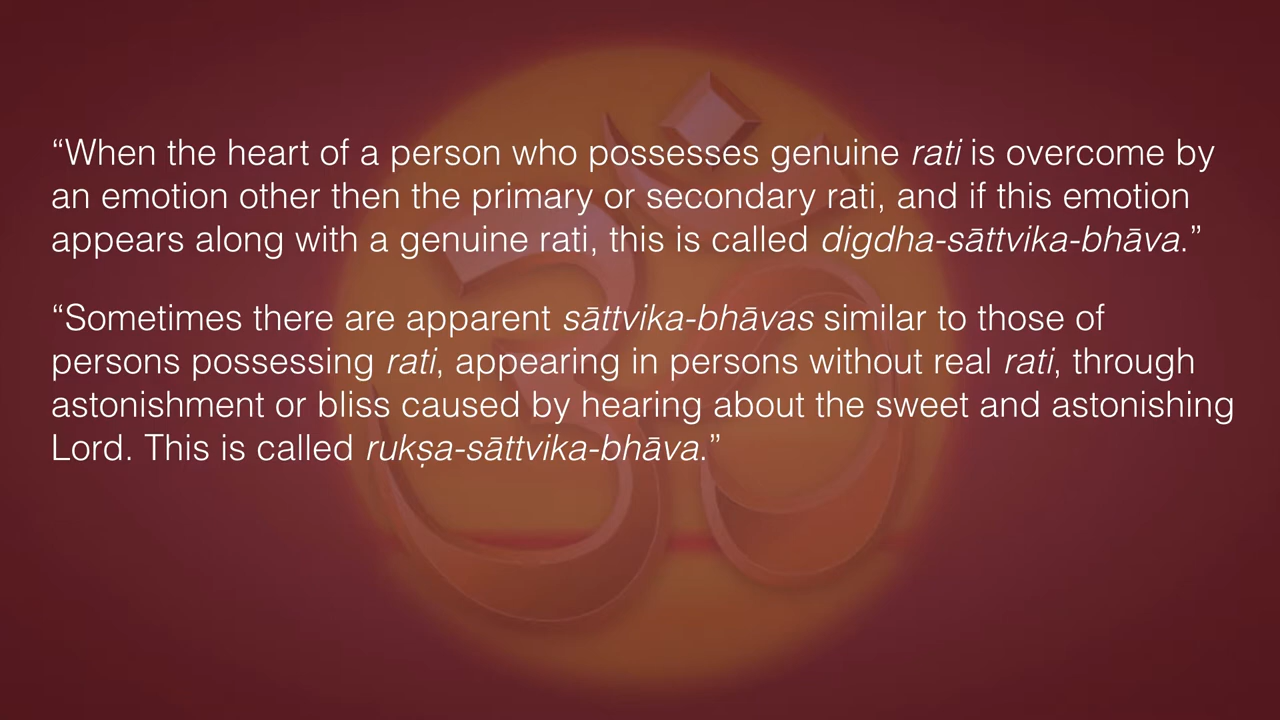 “When the heart of a person who possesses genuine rati is overcome by
an emotion other then the primary or secondary rati, and if this emotion
appears along with a genuine rati, this is called digdha-sāttvika-bhāva.”
“Sometimes there are apparent sāttvika-bhāvas similar to those of
persons possessing rati, appearing in persons without real rati, through
astonishment or bliss caused by hearing about the sweet and astonishing
Lord. This is called rukṣa-sāttvika-bhāva.”